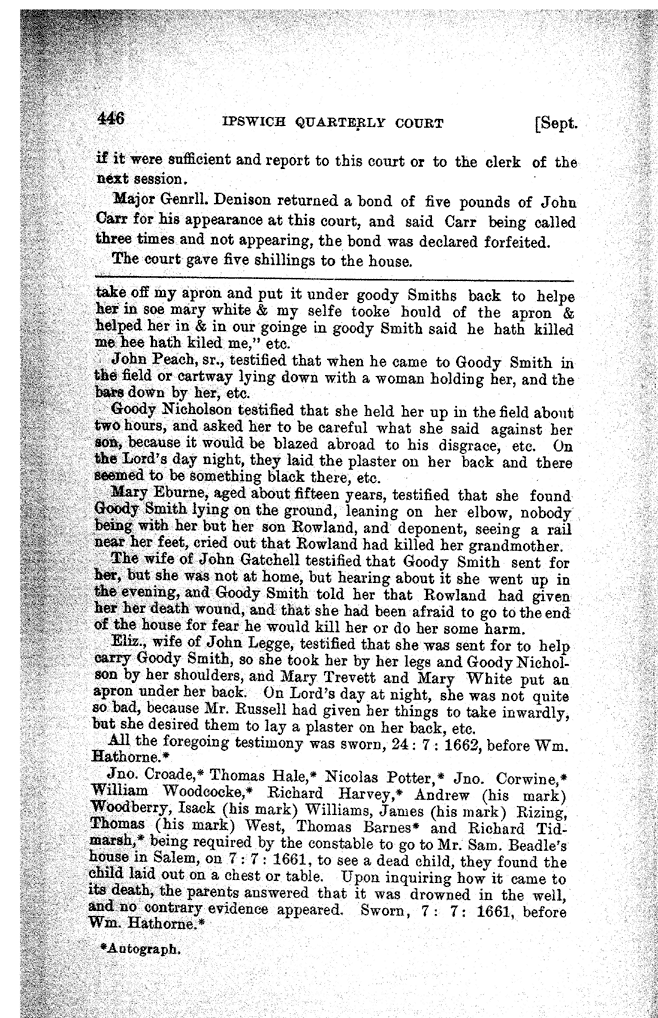 446 IPSWICH QUARTERLY COURT [Sept.
if it were sufficient and report to this court or to the clerk of the
next session.
Major Genrll. Denison returned a bond of five pounds of John
Carr for his appearance at this court, and said Carr being called
three times and not appearing, the bond was declared forfeited.
The court gave five shillings to the house.
take off my apron and put it under goody Smiths back to helpe
her in soe mary white & my selfe tooke hould of the apron &
helped her in & in our goinge in goody Smith said he hath killed
me hee hath kiled me," etc.
John Peach, sr., testified that when he came to Goody Smith in
the field or cartway lying down with a woman holding her, and the
bars down by her, etc.
Goody Nicholson testified that she held her up in the field about
two hours, and asked her to be careful what she said against her
son, because it would be blazed abroad to his disgrace, etc. On
the Lord's day night, they laid the plaster on her back and there
seemed to be something black there, etc.
Mary Eburne, aged about fifteen years, testified that she found
Goody Smith lying on the ground, leaning on her elbow, nobody
being with her but her son Rowland, and deponent, seeing a rail
near her feet, cried out that Rowland had killed her grandmother.
The wife of John Gatchell testified that Goody Smith sent for
her, but she was not at home, but hearing about it she went up in
the evening, and Goody Smith told her that Rowland had given
her her death wound, and that she had been afraid to go to the end
of the house for fear he would kill her or do her some harm.
Eliz., wife of John Legge, testified that she was sent for to help
carry Goody Smith, so she took her by her legs and Goody Nichol-
son by her shoulders, and Mary Trevett and Mary White put an
apron under her back. On Lord's day at night, she was not quite
so bad, because Mr. Russell had given her things to take inwardly,
but she desired them to lay a plaster on her back, etc.
All the foregoing testimony was sworn, 24 : 7 : 1662, before Wm.
Hathorne.*
Jno. Croade,* Thomas Hale,* Nicolas Potter,* Jno. Corwine,*
William Woodcocke,* Richard Harvey,* Andrew (his mark)
Woodberry, Isack (his mark) Williams, James (his mark) Rizing,
Thomas (his mark) West, Thomas Barnes* and Richard Tid-
marsh,* being required by the constable to go to Mr. Sam. Beadle's
house in Salem, on 7 : 7 : 1661, to see a dead child, they found the
child laid out on a chest or table. Upon inquiring how it came to
its death, the parents answered that it was drowned in the well,
and no contrary evidence appeared. Sworn, 7 : 7 : 1661, before
Wm. Hathorne.*
*Autograph.